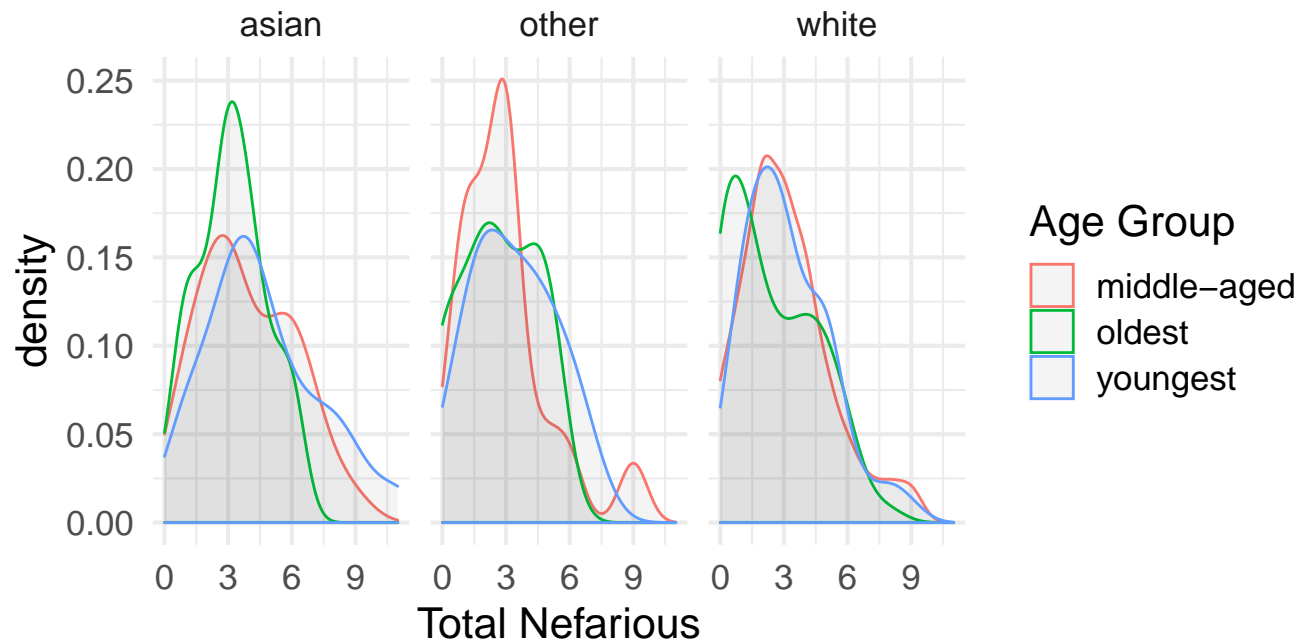 asian other white
0.25
0.20
0.15
0.10
0.05
0.00
density
0 3 6 9 0 3 6 9 0 3 6 9
Total Nefarious
Age Group
middle−aged
oldest
youngest